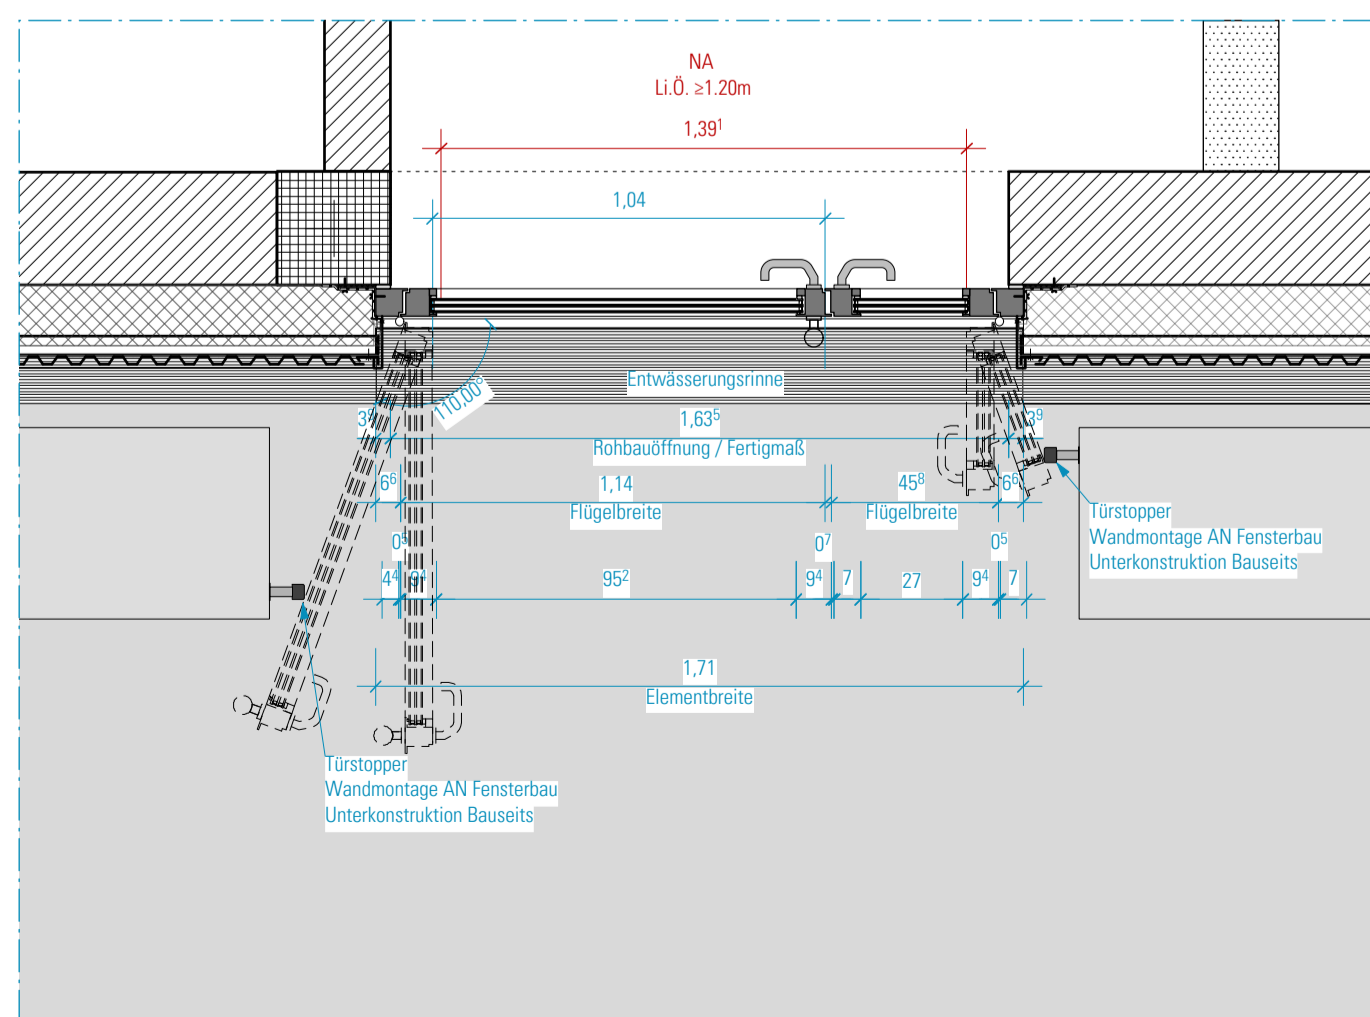 NA
Li.Ö. ≥1.20m
1,39¹
1,04
Entwässerungsrinne
110,00⁸
3⁹
1,63⁵
3⁹
Rohbauöffnung / Fertigmaß
6⁶
1,14
45⁸
6⁶
Flügelbreite
Flügelbreite
0⁵
0⁷
0⁵
4⁴
9⁴
95²
9⁴
7
27
9⁴
7
1,71
Elementbreite
Türstopper
Wandmontage AN Fensterbau
Unterkonstruktion Bauseits
Türstopper
Wandmontage AN Fensterbau
Unterkonstruktion Bauseits